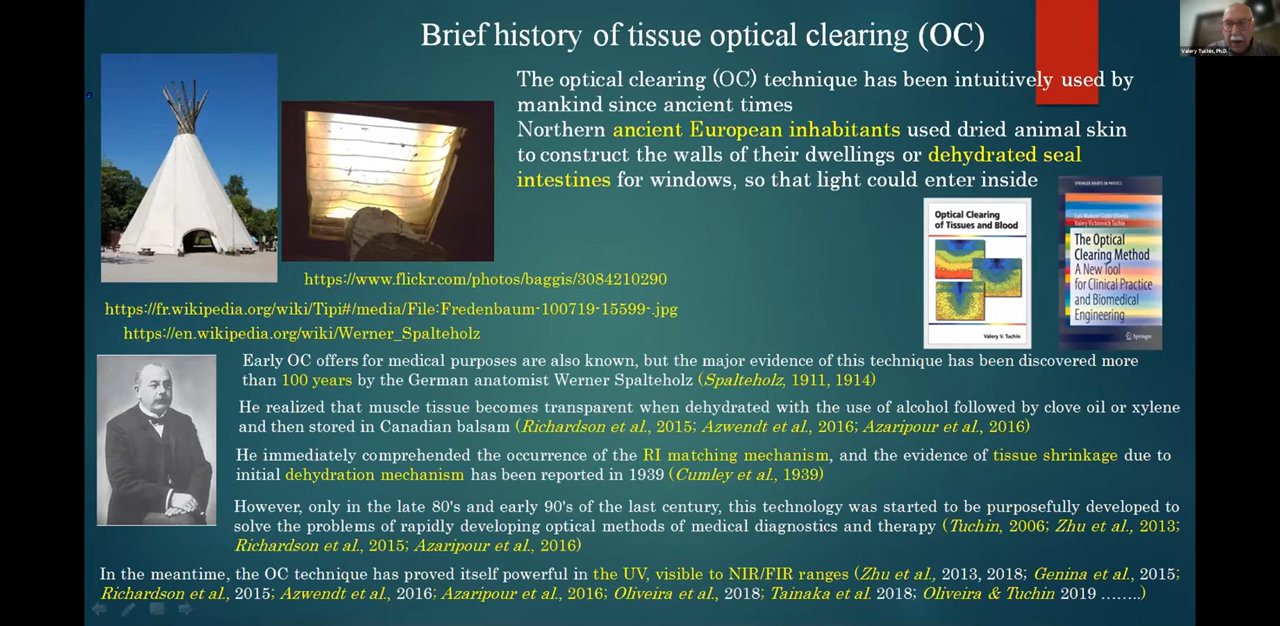 Brief history of tissue optical clearing (OC)
Valery Tuchin, Ph.D.
The optical clearing (OC) technique has been intuitively used by
mankind since ancient times
Northern ancient European inhabitants used dried animal skin
to construct the walls of their dwellings or dehydrated seal
intestines for windows, so that light could enter inside
Optical Clearing
of Tissues and Blood
Valery V. Tuchin
SPRINGER BRIEFS IN PHYSICS
Valery Victorovich Tuchin
The Optical
Clearing Method
A New Tool
for Clinical Practice
and Biomedical
Engineering
Springer
https://www.flickr.com/photos/baggis/3084210290
https://fr.wikipedia.org/wiki/Tipi#/media/File:Fredenbaum-100719-15599-.jpg
https://en.wikipedia.org/wiki/Werner_Spalteholz
Early OC offers for medical purposes are also known, but the major evidence of this technique has been discovered more
than 100 years by the German anatomist Werner Spalteholz (Spalteholz, 1911, 1914)
He realized that muscle tissue becomes transparent when dehydrated with the use of alcohol followed by clove oil or xylene
and then stored in Canadian balsam (Richardson et al., 2015; Azwendt et al., 2016; Azaripour et al., 2016)
He immediately comprehended the occurrence of the RI matching mechanism, and the evidence of tissue shrinkage due to
initial dehydration mechanism has been reported in 1939 (Cumley et al., 1939)
However, only in the late 80's and early 90's of the last century, this technology was started to be purposefully developed to
solve the problems of rapidly developing optical methods of medical diagnostics and therapy (Tuchin, 2006; Zhu et al., 2013;
Richardson et al., 2015; Azaripour et al., 2016)
In the meantime, the OC technique has proved itself powerful in the UV, visible to NIR/FIR ranges (Zhu et al., 2013, 2018; Genina et al., 2015;
Richardson et al., 2015; Azwendt et al., 2016; Azaripour et al., 2016; Oliveira et al., 2018; Tainaka et al. 2018; Oliveira & Tuchin 2019 ........)